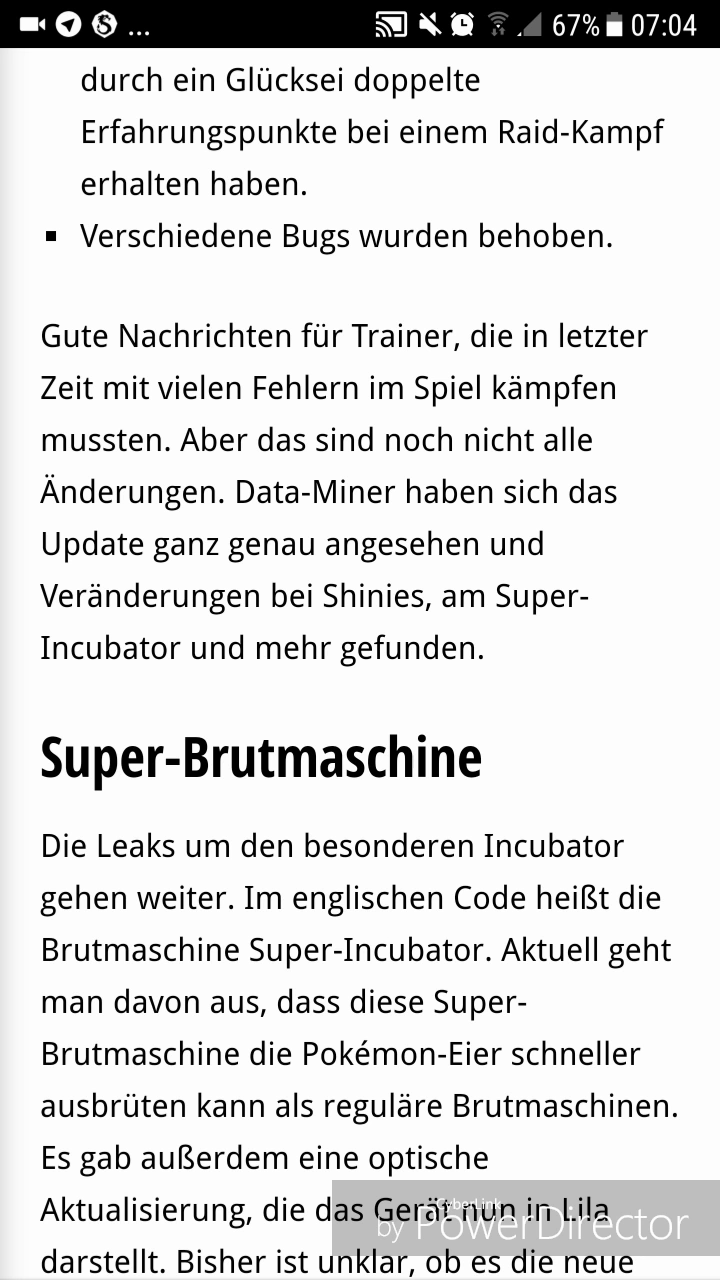 ... 67% 07:04
durch ein Glücksei doppelte
Erfahrungspunkte bei einem Raid-Kampf
erhalten haben.
▪ Verschiedene Bugs wurden behoben.
Gute Nachrichten für Trainer, die in letzter
Zeit mit vielen Fehlern im Spiel kämpfen
mussten. Aber das sind noch nicht alle
Änderungen. Data-Miner haben sich das
Update ganz genau angesehen und
Veränderungen bei Shinies, am Super-
Incubator und mehr gefunden.
Super-Brutmaschine
Die Leaks um den besonderen Incubator
gehen weiter. Im englischen Code heißt die
Brutmaschine Super-Incubator. Aktuell geht
man davon aus, dass diese Super-
Brutmaschine die Pokémon-Eier schneller
ausbrüten kann als reguläre Brutmaschinen.
Es gab außerdem eine optische
Aktualisierung, die das Gerät nun in Lila
darstellt. Bisher ist unklar, ob es die neue
CyberLink
by PowerDirector